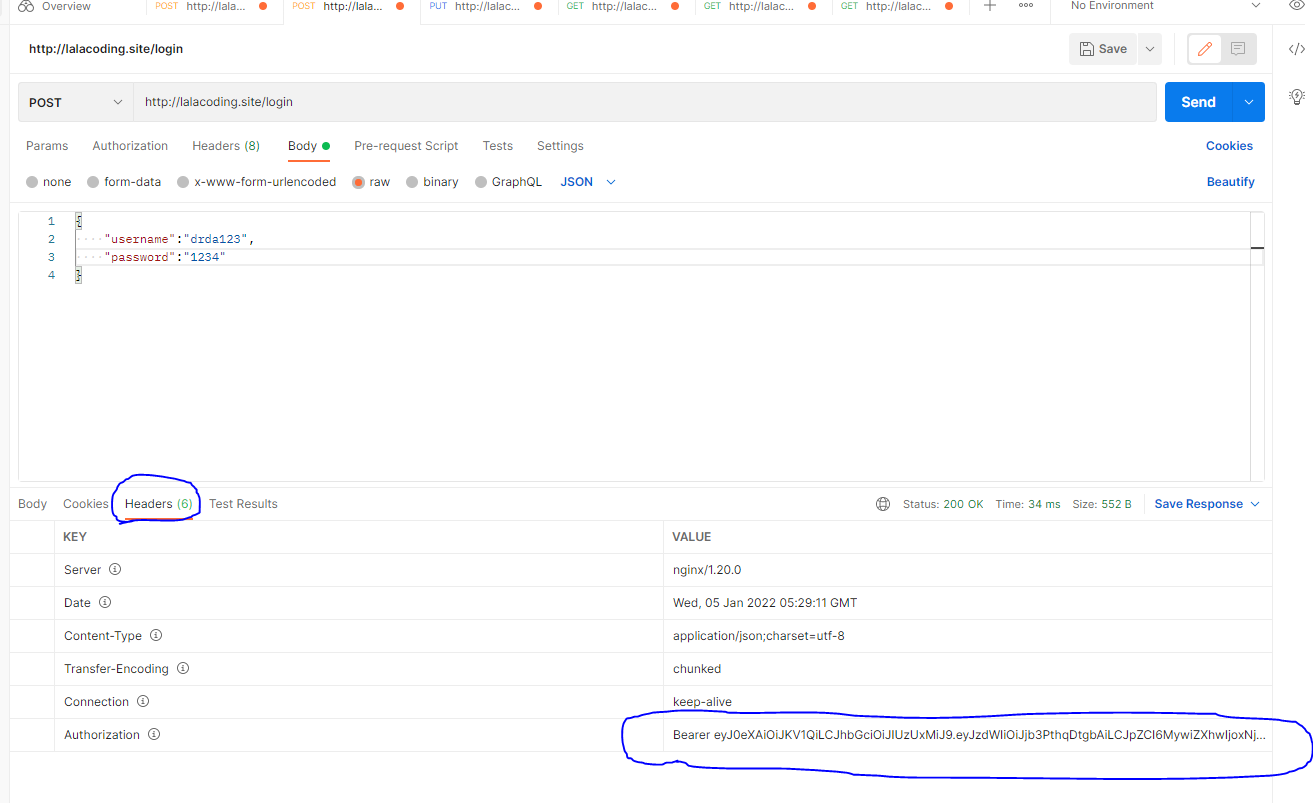 Overview POST http://lala... POST http://lala... PUT http://lalac... GET http://lalac... GET http://lalac... GET http://lalac... No Environment
http://lalacoding.site/login Save
POST http://lalacoding.site/login Send
Params Authorization Headers (8) Body Pre-request Script Tests Settings Cookies
none form-data x-www-form-urlencoded raw binary GraphQL JSON Beautify
1 {
2 "username":"drda123",
3 "password":"1234"
4 }
Body Cookies Headers (6) Test Results Status: 200 OK Time: 34 ms Size: 552 B Save Response
KEY VALUE
Server nginx/1.20.0
Date Wed, 05 Jan 2022 05:29:11 GMT
Content-Type application/json;charset=utf-8
Transfer-Encoding chunked
Connection keep-alive
Authorization Bearer eyJ0eXAiOiJKV1QiLCJhbGciOiJIUzUxMiJ9.eyJzdWIiOiJjb3PthqDtgbAiLCJpZCI6MywiZXhwIjoxNj...